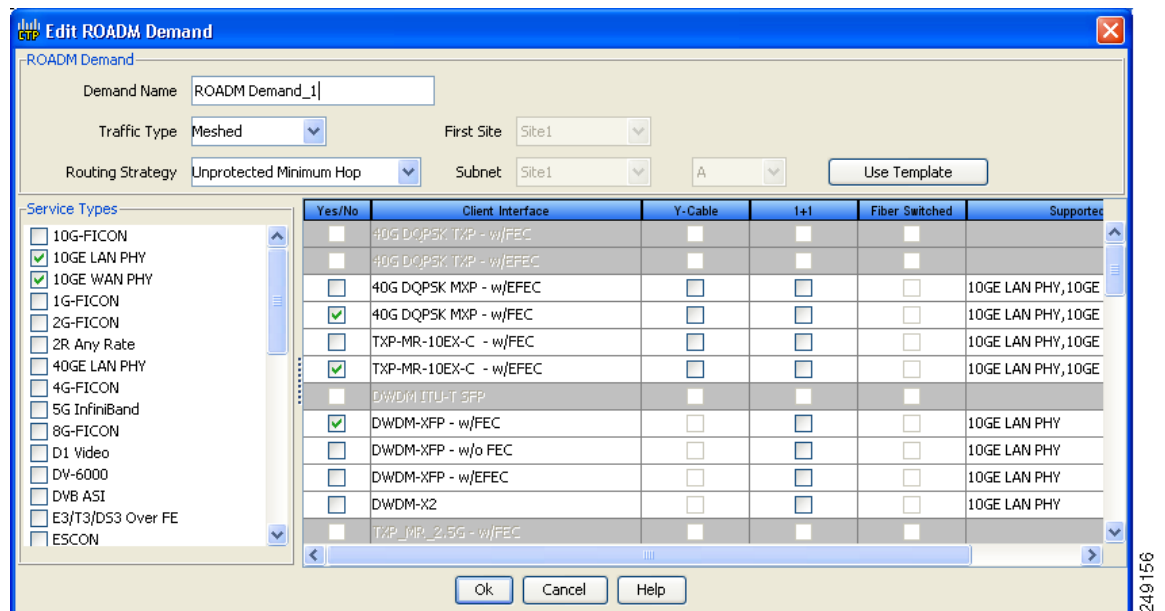 CTP Edit ROADM Demand
ROADM Demand
Demand Name ROADM Demand_1
Traffic Type Meshed First Site Site1
Routing Strategy Unprotected Minimum Hop Subnet Site1 A Use Template
Service Types
10G-FICON
10GE LAN PHY
10GE WAN PHY
1G-FICON
2G-FICON
2R Any Rate
40GE LAN PHY
4G-FICON
5G InfiniBand
8G-FICON
D1 Video
DV-6000
DVB ASI
E3/T3/DS3 Over FE
ESCON
Yes/No Client Interface Y-Cable 1+1 Fiber Switched Supported
40G DQPSK TXP - w/FEC
40G DQPSK TXP - w/EFEC
40G DQPSK MXP - w/EFEC 10GE LAN PHY,10GE
40G DQPSK MXP - w/FEC 10GE LAN PHY,10GE
TXP-MR-10EX-C - w/FEC 10GE LAN PHY,10GE
TXP-MR-10EX-C - w/EFEC 10GE LAN PHY,10GE
DWDM ITU-T SFP
DWDM-XFP - w/FEC 10GE LAN PHY
DWDM-XFP - w/o FEC 10GE LAN PHY
DWDM-XFP - w/EFEC 10GE LAN PHY
DWDM-X2 10GE LAN PHY
TXP_MR_2.5G - w/FEC
Ok Cancel Help
249156